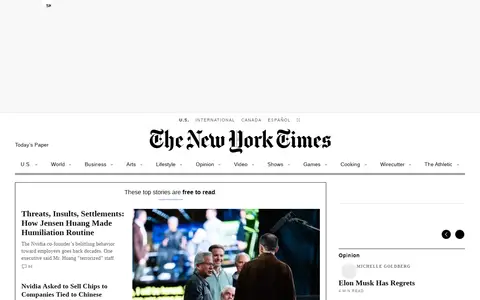 U.S. INTERNATIONAL CANADA ESPAÑOL
Today's Paper
The New York Times
U.S. World Business Arts Lifestyle Opinion Video Shows Games Cooking Wirecutter The Athletic
These top stories are free to read.
Threats, Insults, Settlements:
How Jensen Huang Made
Humiliation Routine
The Nvidia co-founder's belittling behavior
toward employees goes back decades. One
executive said Mr. Huang "terrorized" staff.
Nvidia Asked to Sell Chips to
Companies Tied to Chinese
Opinion
MICHELLE GOLDBERG
Elon Musk Has Regrets
4 MIN READ